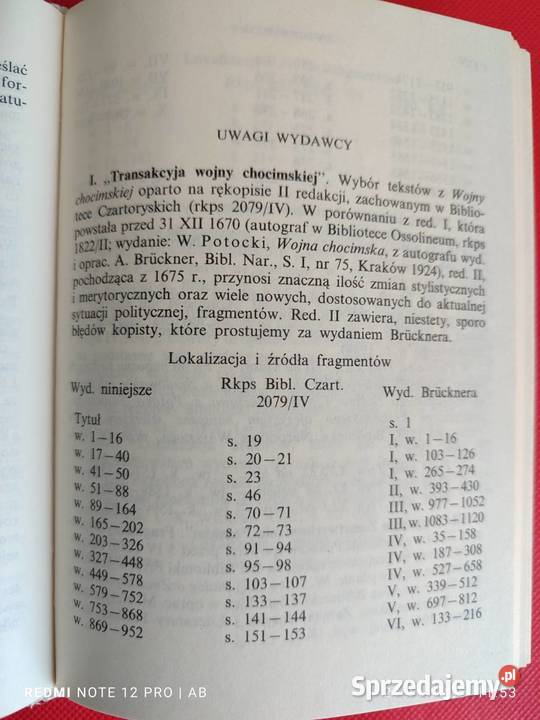 eślać
for-
atu-
UWAGI WYDAWCY
I. „Transakcyja wojny chocimskiej". Wybór tekstów z Wojny
chocimskiej oparto na rękopisie II redakcji, zachowanym w Biblio-
tece Czartoryskich (rkps 2079/IV). W porównaniu z red. I, która
powstała przed 31 XII 1670 (autograf w Bibliotece Ossolineum, rkps
1822/II; wydanie: W. Potocki, Wojna chocimska, z autografu wyd.
i oprac. A. Brückner, Bibl. Nar., S. I, nr 75, Kraków 1924), red. II,
pochodząca z 1675 r., przynosi znaczną ilość zmian stylistycznych
i merytorycznych oraz wiele nowych, dostosowanych do aktualnej
sytuacji politycznej, fragmentów. Red. II zawiera, niestety, sporo
błędów kopisty, które prostujemy za wydaniem Brücknera.
Lokalizacja i źródła fragmentów
Wyd. niniejsze Rkps Bibl. Czart. Wyd. Brücknera
2079/IV
Tytuł s. 1
w. 1–16 s. 19 I, w. 1–16
w. 17–40 s. 20–21 I, w. 103–126
w. 41–50 s. 23 I, w. 265–274
w. 51–88 s. 46 II, w. 393–430
w. 89–164 s. 70–71 III, w. 977–1052
w. 165–202 s. 72–73 III, w. 1083–1120
w. 203–326 s. 91–94 IV, w. 35–158
w. 327–448 s. 95–98 IV, w. 187–308
w. 449–578 s. 103–107 IV, w. 527–658
w. 579–752 s. 133–137 V, w. 339–512
w. 753–868 s. 141–144 V, w. 697–812
w. 869–952 s. 151–153 VI, w. 133–216
REDMI NOTE 12 PRO | AB
Sprzedajemy.pl